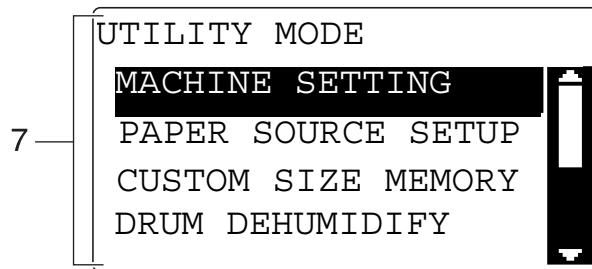 UTILITY MODE
MACHINE SETTING
7
PAPER SOURCE SETUP
CUSTOM SIZE MEMORY
DRUM DEHUMIDIFY